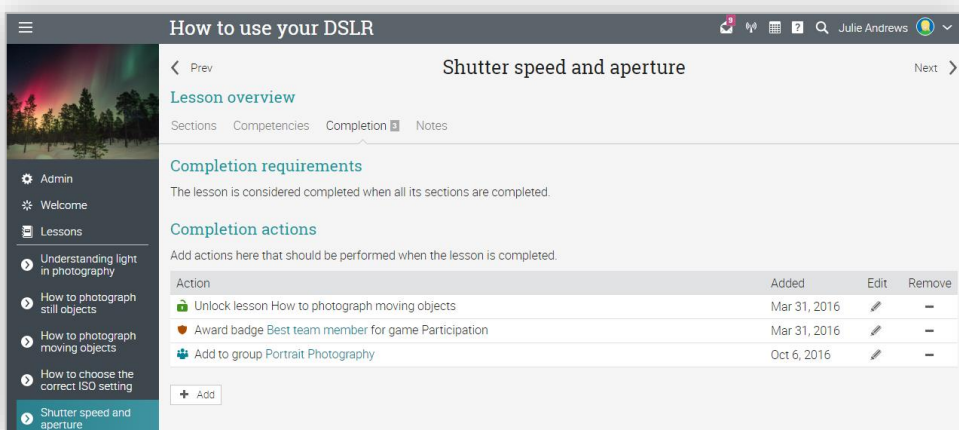 How to use your DSLR
9
?
Julie Andrews
Prev
Shutter speed and aperture
Next
Lesson overview
Sections Competencies Completion 3 Notes
Completion requirements
The lesson is considered completed when all its sections are completed.
Completion actions
Add actions here that should be performed when the lesson is completed.
Action Added Edit Remove
Unlock lesson How to photograph moving objects Mar 31, 2016
Award badge Best team member for game Participation Mar 31, 2016
Add to group Portrait Photography Oct 6, 2016
+ Add
Admin
Welcome
Lessons
Understanding light
in photography
How to photograph
still objects
How to photograph
moving objects
How to choose the
correct ISO setting
Shutter speed and
aperture